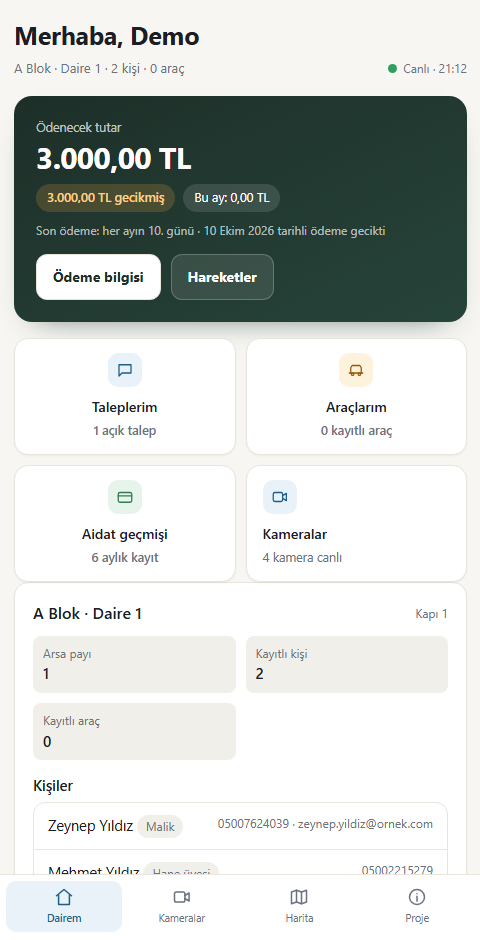 Merhaba, Demo
A Blok · Daire 1 · 2 kişi · 0 araç
Canlı · 21:12
Ödenecek tutar
3.000,00 TL
3.000,00 TL gecikmiş
Bu ay: 0,00 TL
Son ödeme: her ayın 10. günü · 10 Ekim 2026 tarihli ödeme gecikti
Ödeme bilgisi
Hareketler
Taleplerim
1 açık talep
Araçlarım
0 kayıtlı araç
Aidat geçmişi
6 aylık kayıt
Kameralar
4 kamera canlı
A Blok · Daire 1
Kapı 1
Arsa payı
1
Kayıtlı kişi
2
Kayıtlı araç
0
Kişiler
Zeynep Yıldız Malik
05007624039 · zeynep.yildiz@ornek.com
Mehmet Yıldız Hane üyesi
05002215279
Dairem
Kameralar
Harita
Proje